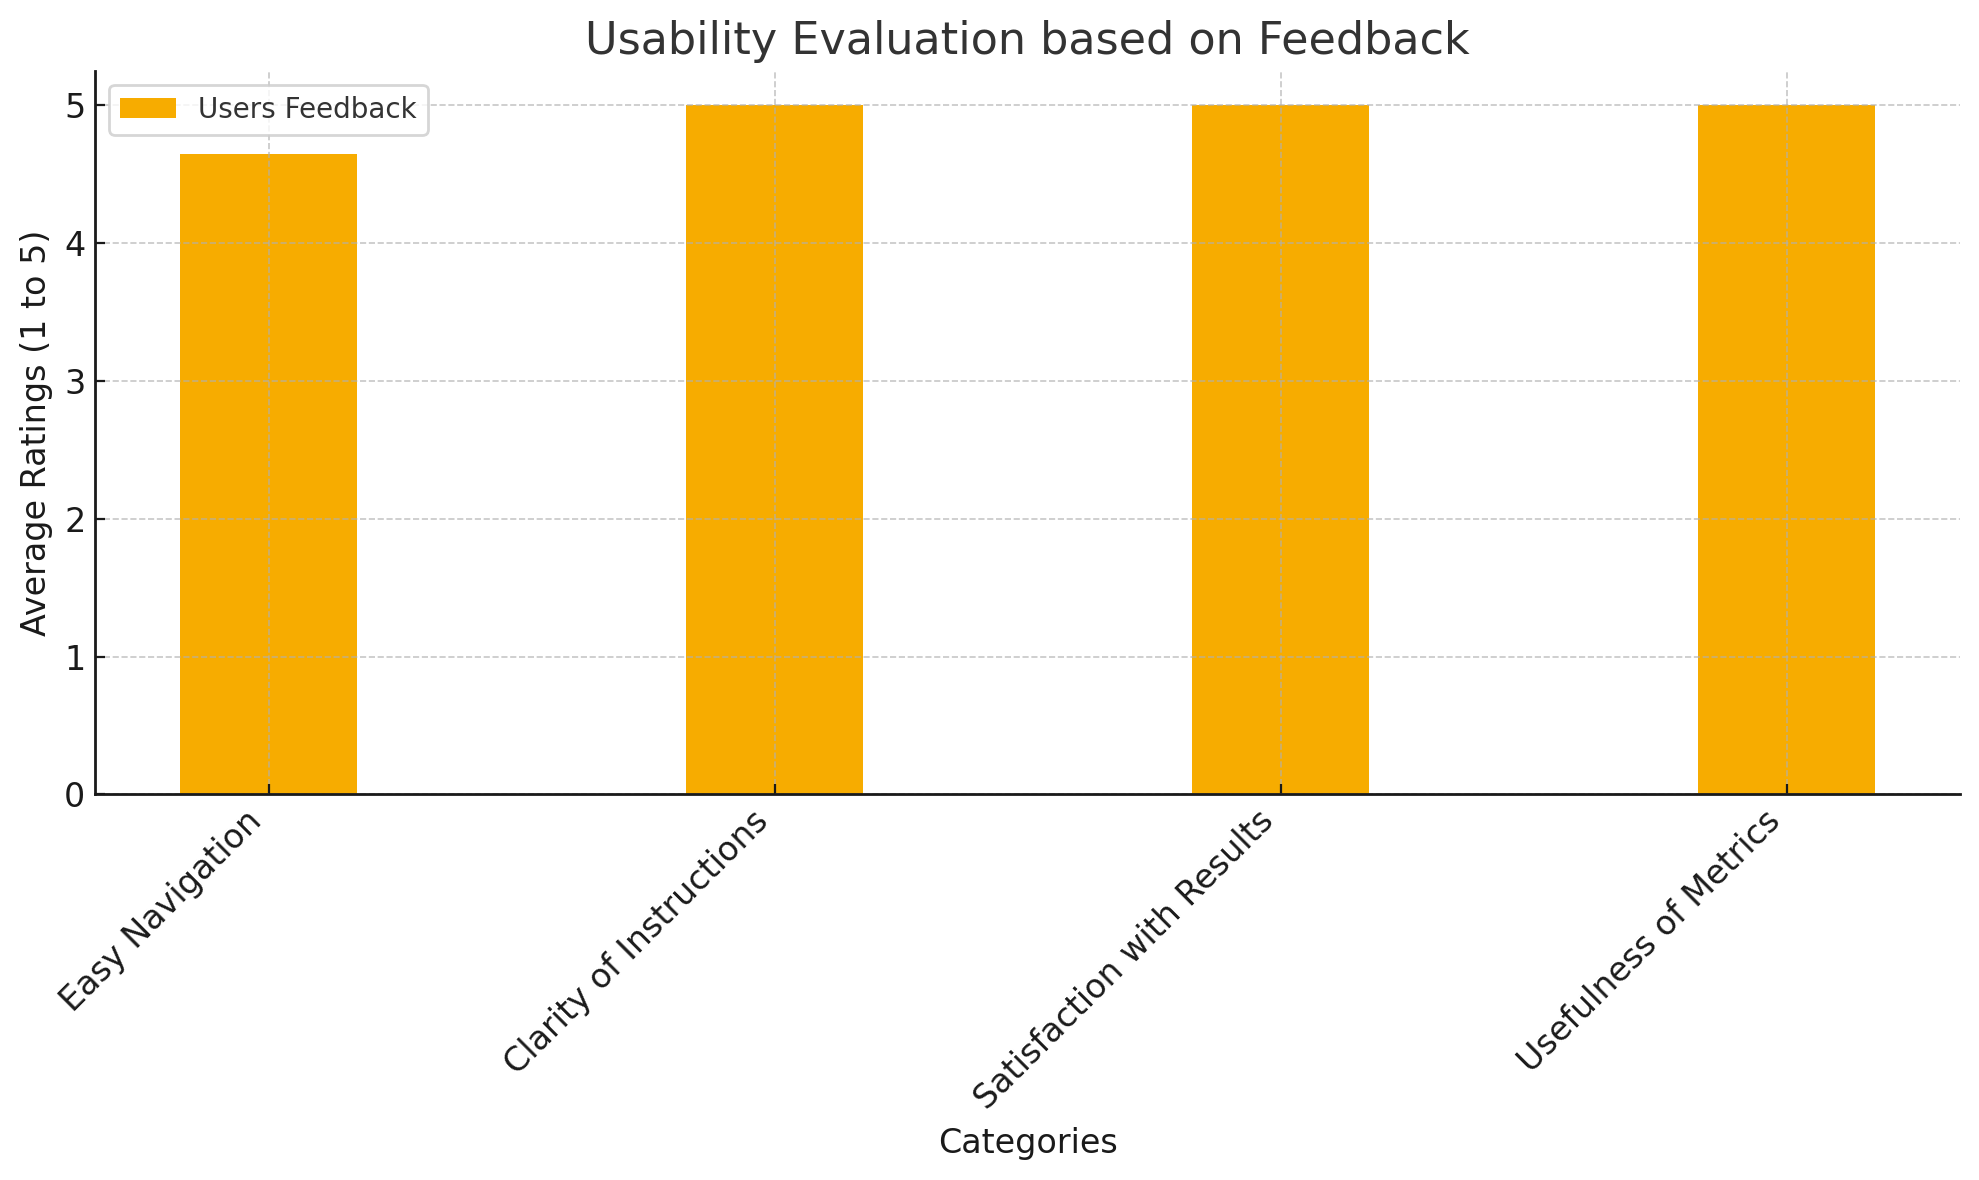 Usability Evaluation based on Feedback
Users Feedback
Average Ratings (1 to 5)
5
4
3
2
1
0
Easy Navigation
Clarity of Instructions
Satisfaction with Results
Usefulness of Metrics
Categories